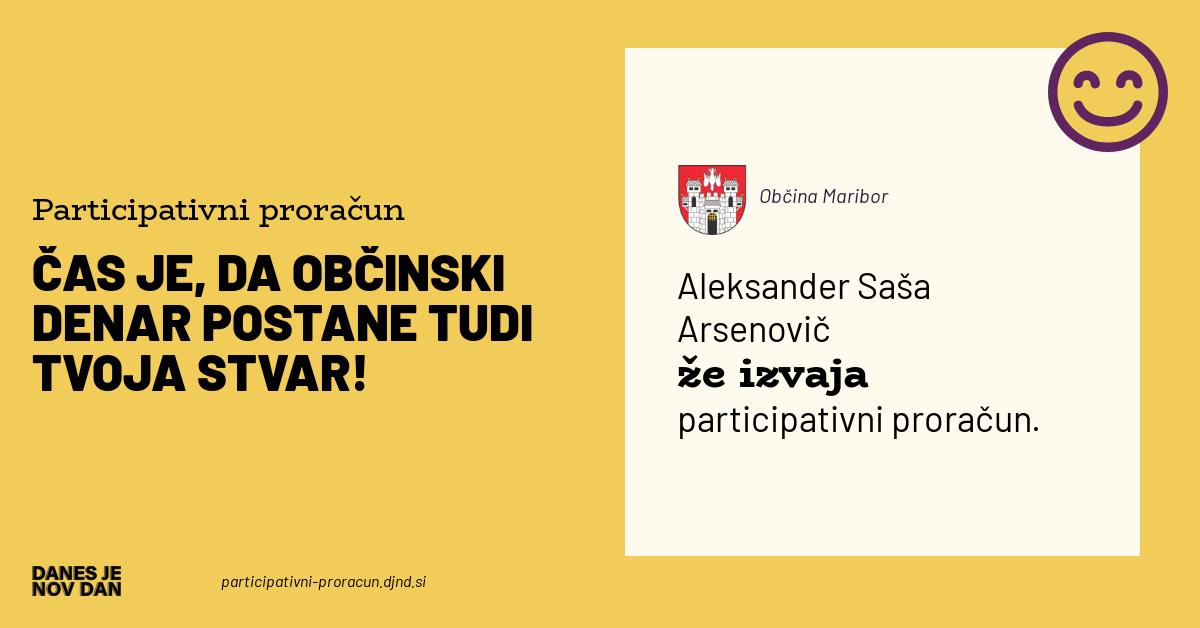 Participativni proračun
ČAS JE, DA OBČINSKI
DENAR POSTANE TUDI
TVOJA STVAR!
Občina Maribor
Aleksander Saša
Arsenovič
že izvaja
participativni proračun.
DANES JE
NOV DAN
participativni-proracun.djnd.si